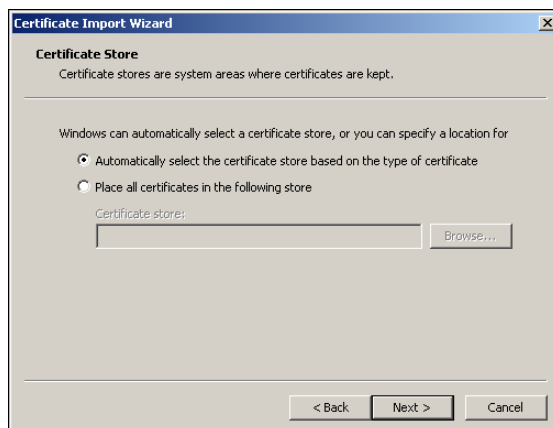 Certificate Import Wizard
Certificate Store
Certificate stores are system areas where certificates are kept.
Windows can automatically select a certificate store, or you can specify a location for
Automatically select the certificate store based on the type of certificate
Place all certificates in the following store
Certificate store:
Browse...
< Back Next > Cancel